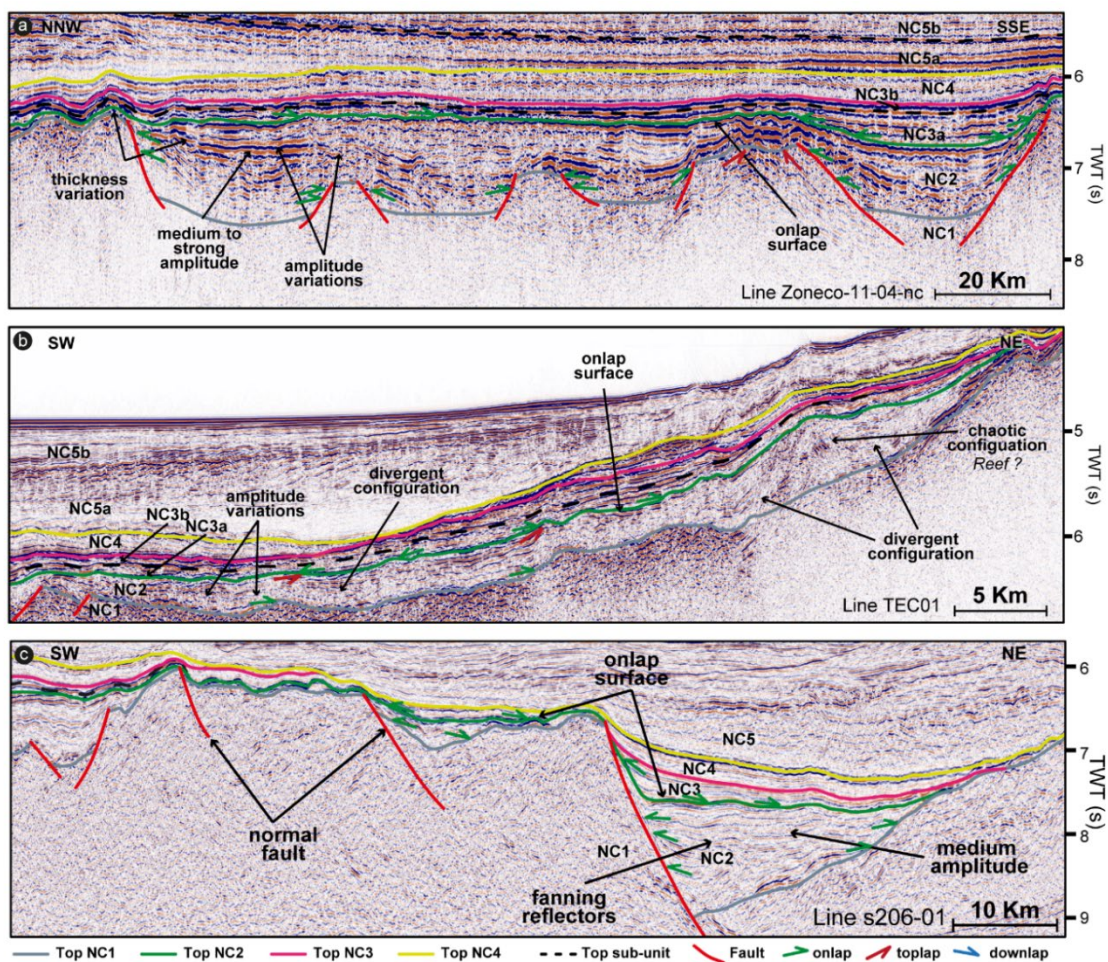 a NNW
NC5b SSE
NC5a
6
NC4
NC3b
NC3a
7
thickness
variation
NC2
TWT (s)
medium to
strong
amplitude
amplitude
variations
onlap
surface
NC1
8
Line Zoneco-11-04-nc
20 Km
b SW
NE
onlap
surface
chaotic
configuation
Reef ?
5
NC5b
TWT (s)
amplitude
variations
divergent
configuration
NC5a
NC3b
NC3a
NC4
divergent
configuration
6
NC2
NC1
Line TEC01
5 Km
c SW
onlap
surface
NE
6
NC5
7
NC4
NC3
TWT (s)
normal
fault
NC1
NC2
8
medium
amplitude
fanning
reflectors
Line s206-01
10 Km
9
Top NC1 Top NC2 Top NC3 Top NC4 Top sub-unit Fault onlap toplap downlap